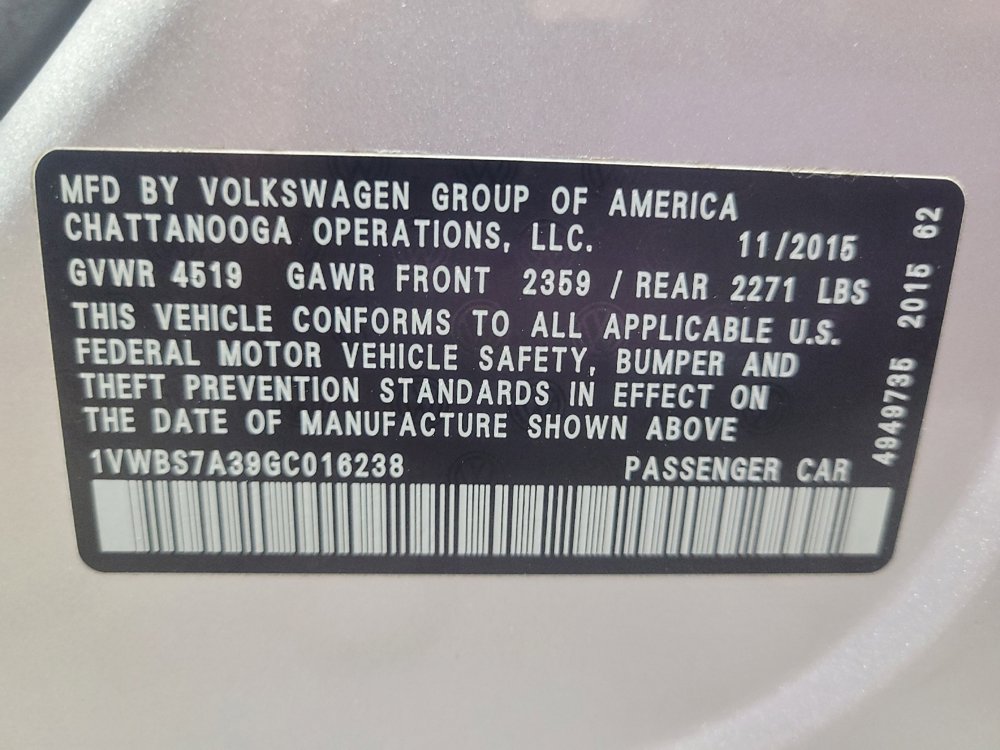 MFD BY VOLKSWAGEN GROUP OF AMERICA
CHATTANOOGA OPERATIONS, LLC. 11/2015
GVWR 4519 GAWR FRONT 2359 / REAR 2271 LBS
THIS VEHICLE CONFORMS TO ALL APPLICABLE U.S.
FEDERAL MOTOR VEHICLE SAFETY, BUMPER AND
THEFT PREVENTION STANDARDS IN EFFECT ON
THE DATE OF MANUFACTURE SHOWN ABOVE
1VWBS7A39GC016238 PASSENGER CAR
4949735 2015 62